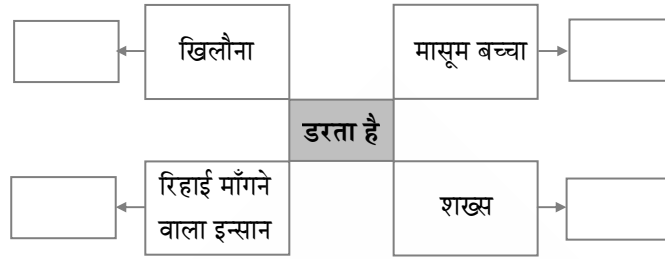 खिलौना
मासूम बच्चा
डरता है
रिहाई माँगने
वाला इन्सान
शख्स